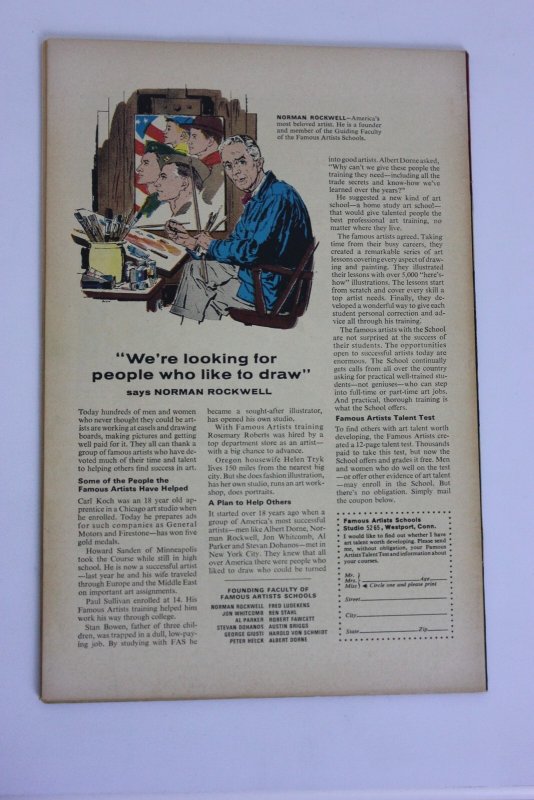 NORMAN ROCKWELL—America's
most beloved artist. He is a founder
and member of the Guiding Faculty
of the Famous Artists Schools.
"We're looking for
people who like to draw"
says NORMAN ROCKWELL
Today hundreds of men and women
who never thought they could be art-
ists are working at easels and drawing
boards, making pictures and getting
well paid for it. They all can thank a
group of famous artists who have de-
voted much of their time and talent
to helping others find success in art.
Some of the People the
Famous Artists Have Helped
Carl Koch was an 18 year old ap-
prentice in a Chicago art studio when
he enrolled. Today he prepares ads
for such companies as General
Motors and Firestone—has won five
gold medals.
Howard Sanden of Minneapolis
took the Course while still in high
school. He is now a successful artist
—last year he and his wife traveled
through Europe and the Middle East
on important art assignments.
Paul Sullivan enrolled at 14. His
Famous Artists training helped him
work his way through college.
Stan Bowen, father of three chil-
dren, was trapped in a dull, low-pay-
ing job. By studying with FAS he
became a sought-after illustrator,
has opened his own studio.
With Famous Artists training
Rosemary Roberts was hired by a
top department store as an artist—
with a big chance to advance.
Oregon housewife Helen Tryk
lives 150 miles from the nearest big
city. But she does fashion illustration,
has her own studio, runs an art work-
shop, does portraits.
A Plan to Help Others
It started over 18 years ago when a
group of America's most successful
artists—men like Albert Dorne, Nor-
man Rockwell, Jon Whitcomb, Al
Parker and Stevan Dohanos—met in
New York City. They knew that all
over America there were people who
liked to draw who could be turned
FOUNDING FACULTY OF
FAMOUS ARTISTS SCHOOLS
NORMAN ROCKWELL FRED LUDEKENS
JON WHITCOMB BEN STAHL
AL PARKER ROBERT FAWCETT
STEVAN DOHANOS AUSTIN BRIGGS
GEORGE GIUSTI HAROLD VON SCHMIDT
PETER HELCK ALBERT DORNE
into good artists. Albert Dorne asked,
"Why can't we give these people the
training they need—including all the
trade secrets and know-how we've
learned over the years?"
He suggested a new kind of art
school—a home study art school—
that would give talented people the
best professional art training, no
matter where they live.
The famous artists agreed. Taking
time from their busy careers, they
created a remarkable series of art
lessons covering every aspect of draw-
ing and painting. They illustrated
their lessons with over 5,000 "here's-
how" illustrations. The lessons start
from scratch and cover every skill a
top artist needs. Finally, they de-
veloped a wonderful way to give each
student personal correction and ad-
vice all through his training.
The famous artists with the School
are not surprised at the success of
their students. The opportunities
open to successful artists today are
enormous. The School continually
gets calls from all over the country
asking for practical well-trained stu-
dents—not geniuses—who can step
into full-time or part-time art jobs.
And practical, thorough training is
what the School offers.
Famous Artists Talent Test
To find others with art talent worth
developing, the Famous Artists cre-
ated a 12-page talent test. Thousands
paid to take this test, but now the
School offers and grades it free. Men
and women who do well on the test
—or offer other evidence of art talent
—may enroll in the School. But
there's no obligation. Simply mail
the coupon below.
Famous Artists Schools
Studio 5265, Westport, Conn.
I would like to find out whether I have
art talent worth developing. Please send
me, without obligation, your Famous
Artists Talent Test and information about
your courses.
Mr.
Mrs. Age
Miss Circle one and please print
Street
City
State Zip